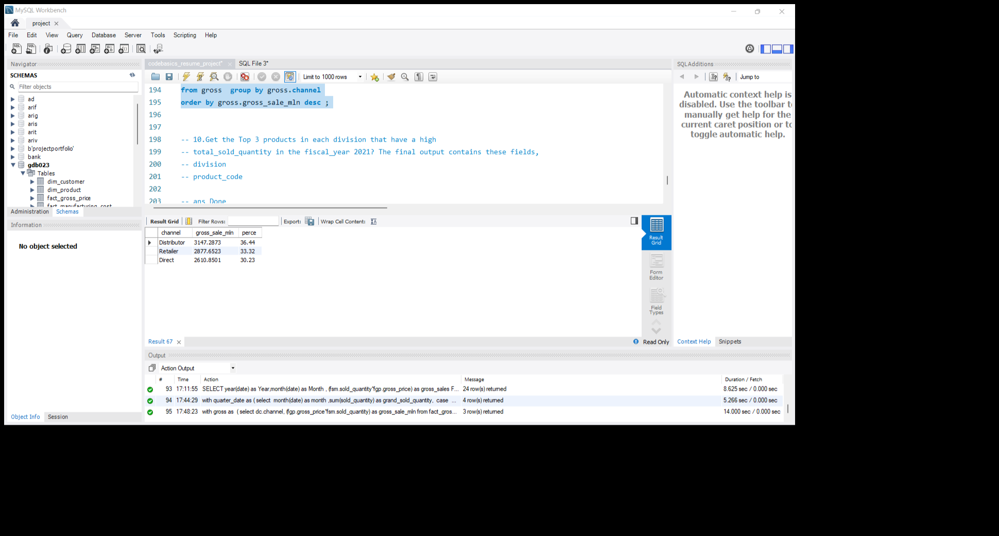 MySQL Workbench
project
File Edit View Query Database Server Tools Scripting Help
Navigator
SCHEMAS
Filter objects
ad
arif
arig
aris
arit
ariv
b'projectportfolio'
bank
gdb023
Tables
dim_customer
dim_product
fact_gross_price
fact_manufacturing_cost
Administration Schemas
Information
No object selected
Object Info Session
codebasics_resume_project* SQL File 3*
Limit to 1000 rows
194 from gross group by gross.channel
195 order by gross.gross_sale_mln desc ;
196
197
198 -- 10.Get the Top 3 products in each division that have a high
199 -- total_sold_quantity in the fiscal_year 2021? The final output contains these fields,
200 -- division
201 -- product_code
202
203 -- ans Done
Result Grid Filter Rows: Export: Wrap Cell Content:
channel gross_sale_mln perce
Distributor 3147.2873 36.44
Retailer 2877.6523 33.32
Direct 2610.8501 30.23
Result Grid
Form Editor
Field Types
Result 67
Read Only
SQLAdditions
Jump to
Automatic context help is
disabled. Use the toolbar to
manually get help for the
current caret position or to
toggle automatic help.
Context Help Snippets
Output
Action Output
# Time Action Message Duration / Fetch
93 17:11:55 SELECT year(date) as Year,month(date) as Month , (fsm.sold_quantity*fgp.gross_price) as gross_sales F... 24 row(s) returned 8.625 sec / 0.000 sec
94 17:44:29 with quarter_date as ( select month(date) as month ,sum(sold_quantity) as grand_sold_quantity, case ... 4 row(s) returned 5.266 sec / 0.000 sec
95 17:48:23 with gross as ( select dc.channel, (fgp.gross_price*fsm.sold_quantity) as gross_sale_mln from fact_gros... 3 row(s) returned 14.000 sec / 0.000 sec